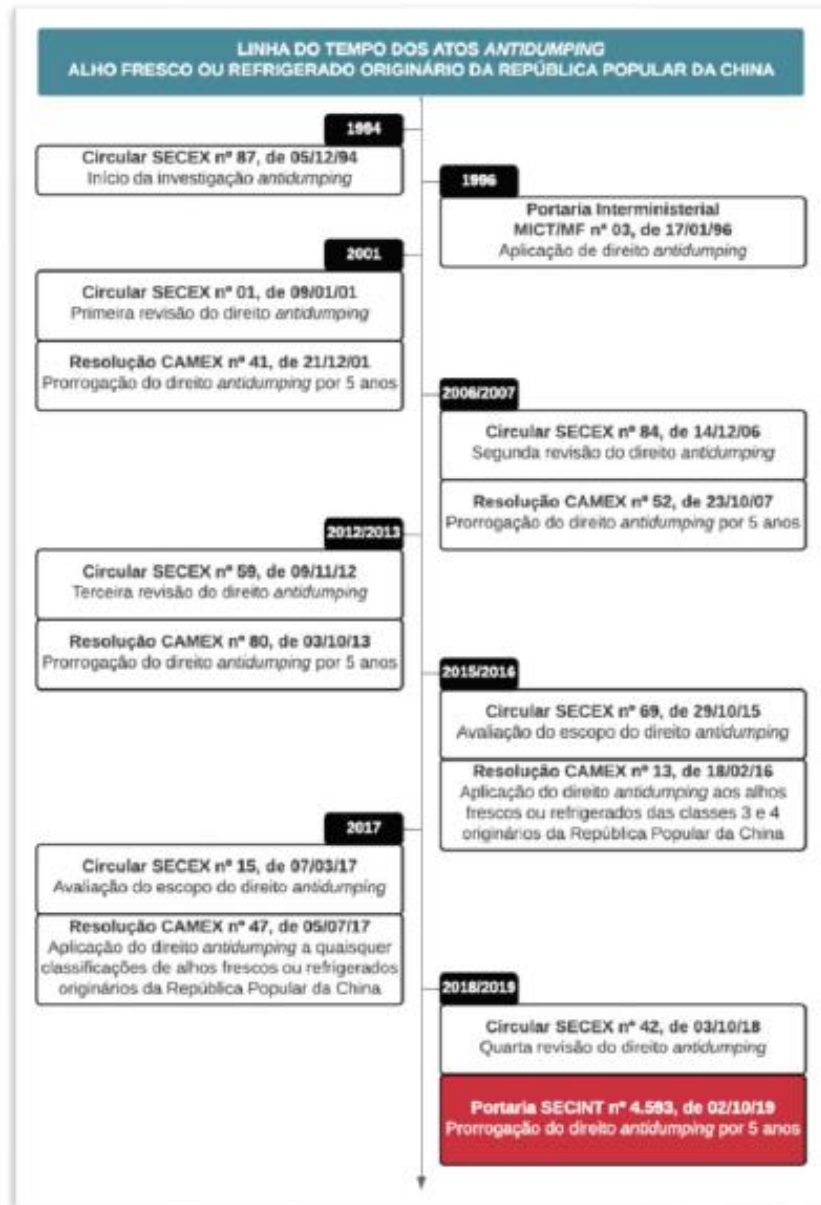 LINHA DO TEMPO DOS ATOS ANTIDUMPING
ALHO FRESCO OU REFRIGERADO ORIGINÁRIO DA REPÚBLICA POPULAR DA CHINA
1994
Circular SECEX nº 87, de 05/12/94
Início da investigação antidumping
1996
Portaria Interministerial
MICT/MF nº 03, de 17/01/96
Aplicação de direito antidumping
2001
Circular SECEX nº 01, de 09/01/01
Primeira revisão do direito antidumping
Resolução CAMEX nº 41, de 21/12/01
Prorrogação do direito antidumping por 5 anos
2006/2007
Circular SECEX nº 84, de 14/12/06
Segunda revisão do direito antidumping
Resolução CAMEX nº 52, de 23/10/07
Prorrogação do direito antidumping por 5 anos
2012/2013
Circular SECEX nº 59, de 09/11/12
Terceira revisão do direito antidumping
Resolução CAMEX nº 80, de 03/10/13
Prorrogação do direito antidumping por 5 anos
2015/2016
Circular SECEX nº 69, de 29/10/15
Avaliação do escopo do direito antidumping
Resolução CAMEX nº 13, de 18/02/16
Aplicação do direito antidumping aos alhos
frescos ou refrigerados das classes 3 e 4
originários da República Popular da China
2017
Circular SECEX nº 15, de 07/03/17
Avaliação do escopo do direito antidumping
Resolução CAMEX nº 47, de 05/07/17
Aplicação do direito antidumping a quaisquer
classificações de alhos frescos ou refrigerados
originários da República Popular da China
2018/2019
Circular SECEX nº 42, de 03/10/18
Quarta revisão do direito antidumping
Portaria SECINT nº 4.593, de 02/10/19
Prorrogação do direito antidumping por 5 anos